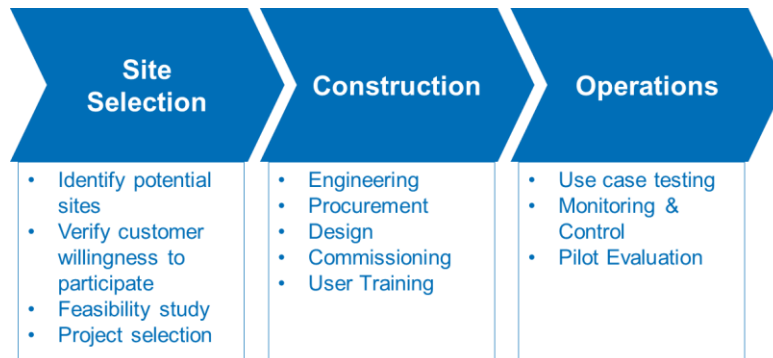 Site
Selection
Construction
Operations
• Identify potential
sites
• Verify customer
willingness to
participate
• Feasibility study
• Project selection
• Engineering
• Procurement
• Design
• Commissioning
• User Training
• Use case testing
• Monitoring &
Control
• Pilot Evaluation